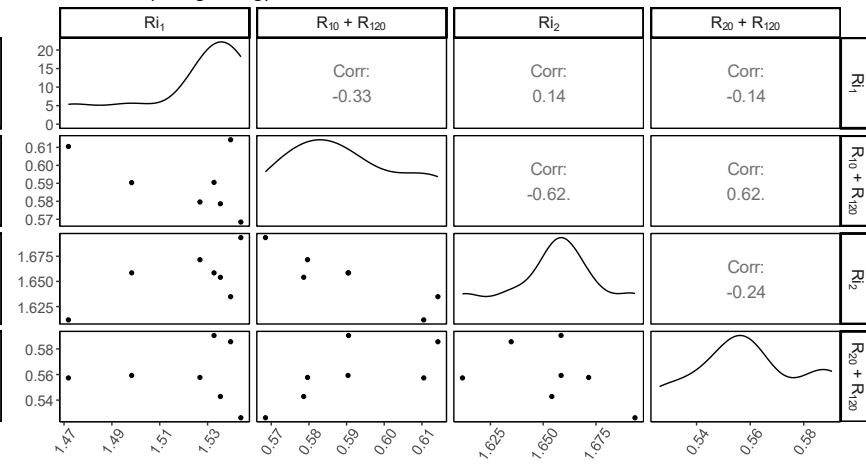 Ri₁ R₁₀ + R₁₂₀ Ri₂ R₂₀ + R₁₂₀
20
15
10
5
0
Corr:
-0.33
Corr:
0.14
Corr:
-0.14
Ri₁
0.61
0.60
0.59
0.58
0.57
Corr:
-0.62.
Corr:
0.62.
R₁₀ + R₁₂₀
1.675
1.650
1.625
Corr:
-0.24
Ri₂
0.58
0.56
0.54
R₂₀ + R₁₂₀
1.47 1.49 1.51 1.53 0.57 0.58 0.59 0.60 0.61 1.625 1.650 1.675 0.54 0.56 0.58